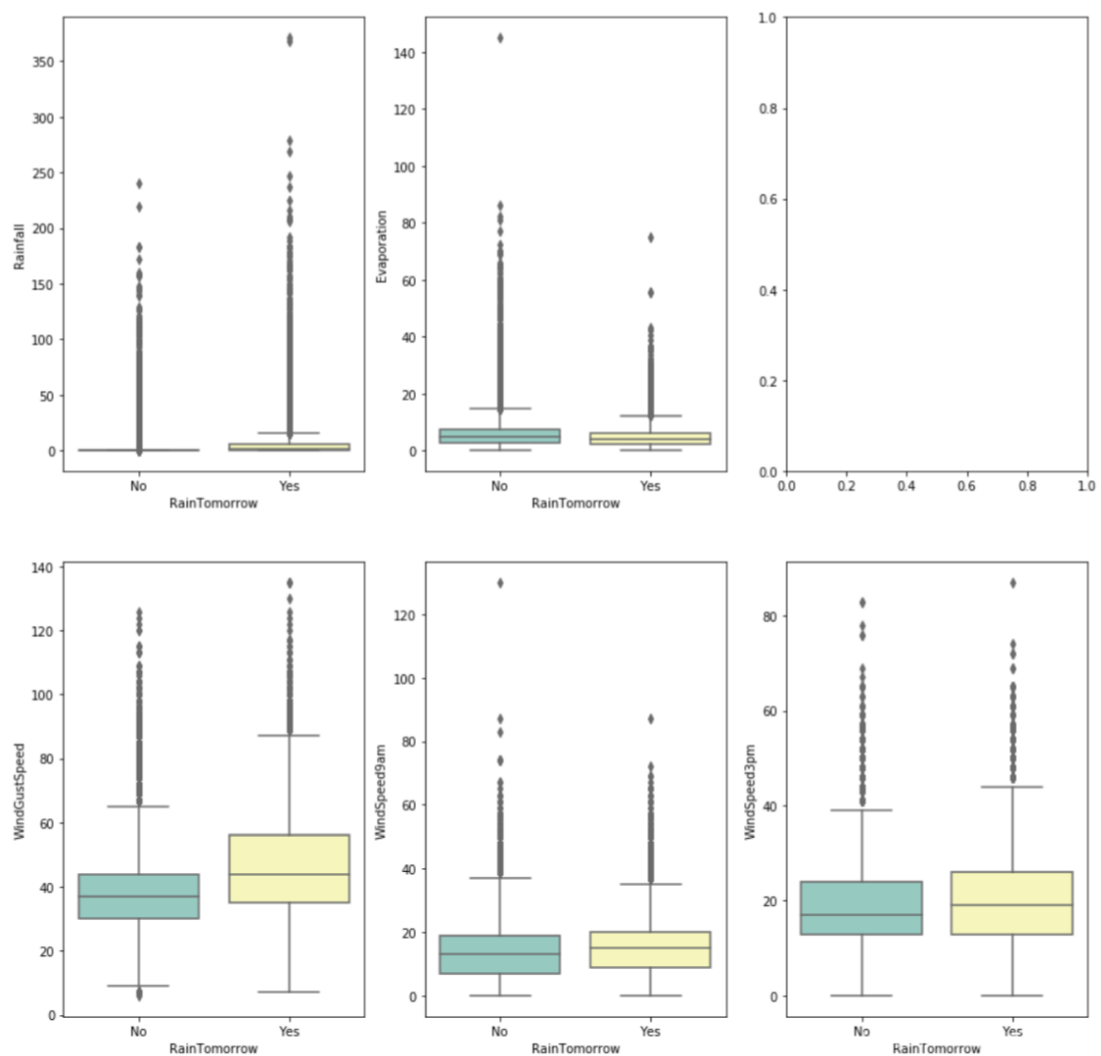 350
300
250
200
150
100
50
0
Rainfall
No Yes
RainTomorrow
140
120
100
80
60
40
20
0
Evaporation
No Yes
RainTomorrow
1.0
0.8
0.6
0.4
0.2
0.0
0.0 0.2 0.4 0.6 0.8 1.0
140
120
100
80
60
40
20
0
WindGustSpeed
No Yes
RainTomorrow
120
100
80
60
40
20
0
WindSpeed9am
No Yes
RainTomorrow
80
60
40
20
0
WindSpeed3pm
No Yes
RainTomorrow